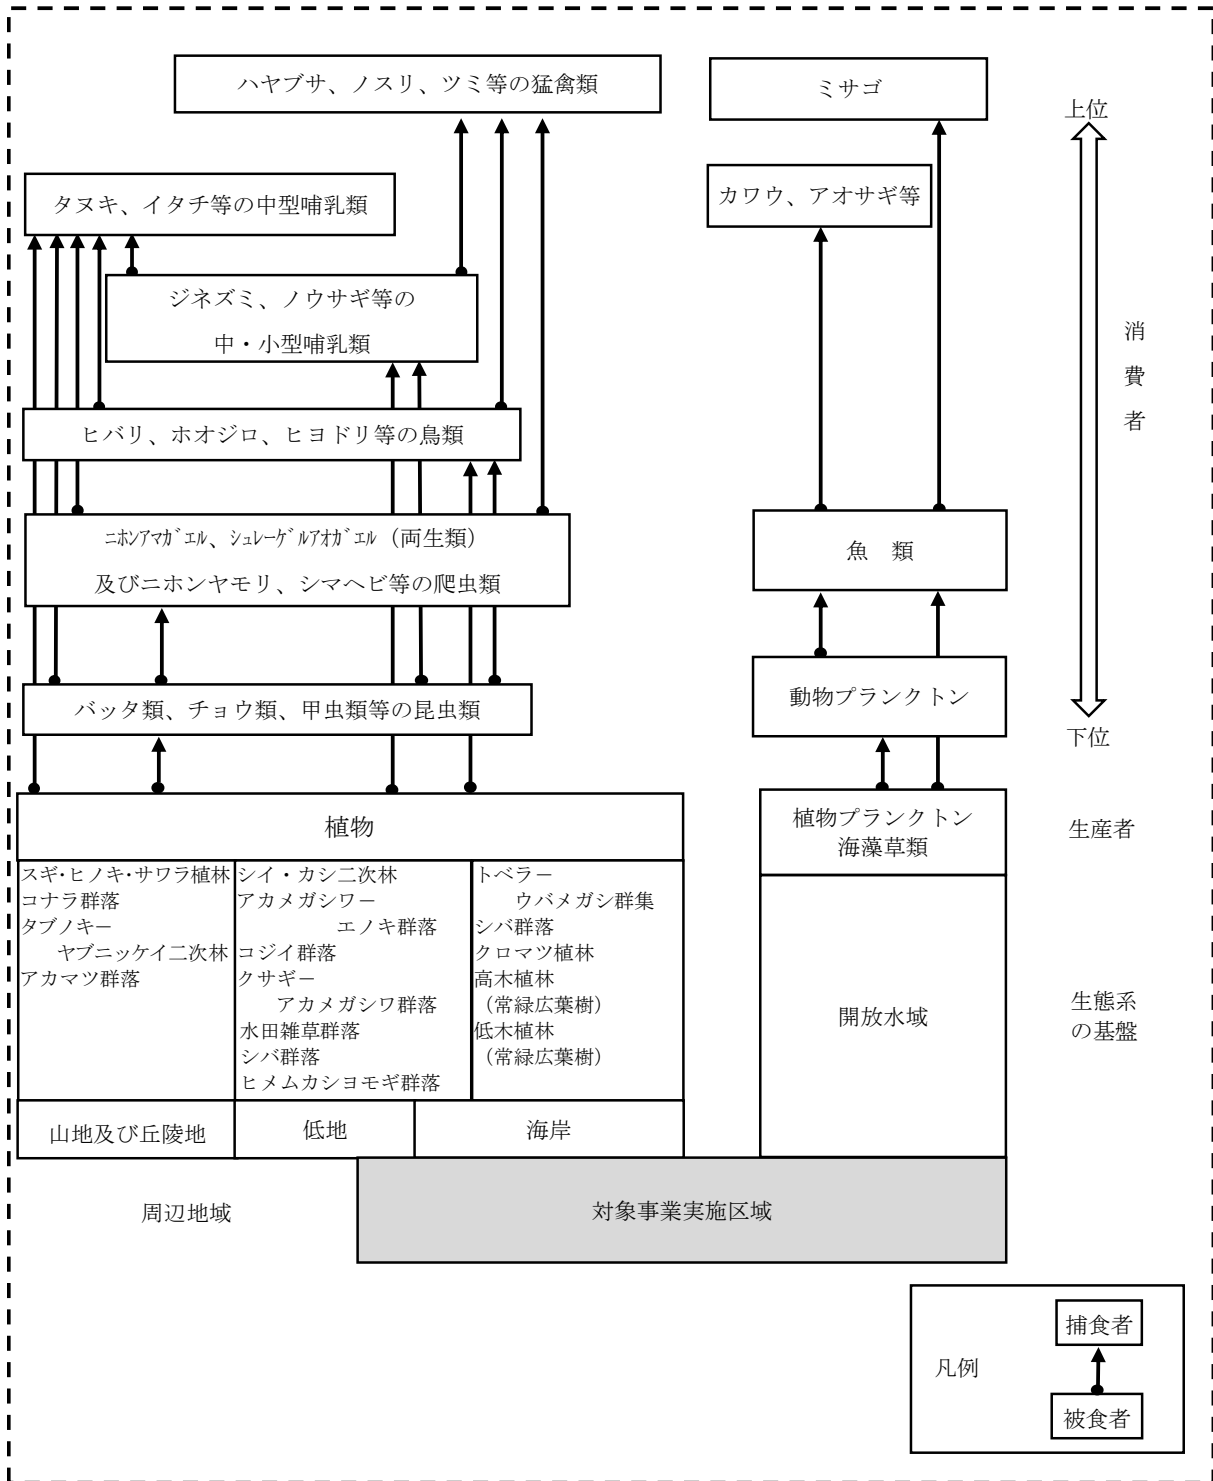 ハヤブサ、ノスリ、ツミ等の猛禽類
ミサゴ
上位
タヌキ、イタチ等の中型哺乳類
カワウ、アオサギ等
ジネズミ、ノウサギ等の
中・小型哺乳類
消
費
者
ヒバリ、ホオジロ、ヒヨドリ等の鳥類
ﾆﾎﾝｱﾏｶﾞｴﾙ、ｼｭﾚｰｹﾞﾙｱｵｶﾞｴﾙ（両生類）
及びニホンヤモリ、シマヘビ等の爬虫類
魚　類
バッタ類、チョウ類、甲虫類等の昆虫類
動物プランクトン
下位
植物
植物プランクトン
海藻草類
生産者
スギ・ヒノキ・サワラ植林
コナラ群落
タブノキ－
ヤブニッケイ二次林
アカマツ群落
シイ・カシ二次林
アカメガシワ－
エノキ群落
コジイ群落
クサギ－
アカメガシワ群落
水田雑草群落
シバ群落
ヒメムカシヨモギ群落
トベラ－
ウバメガシ群集
シバ群落
クロマツ植林
高木植林
（常緑広葉樹）
低木植林
（常緑広葉樹）
開放水域
生態系
の基盤
山地及び丘陵地
低地
海岸
周辺地域
対象事業実施区域
凡例
捕食者
被食者